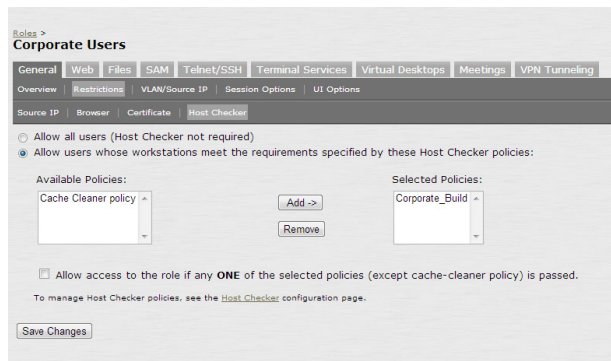 Roles >
Corporate Users
General Web Files SAM Telnet/SSH Terminal Services Virtual Desktops Meetings VPN Tunneling
Overview | Restrictions | VLAN/Source IP | Session Options | UI Options
Source IP | Browser | Certificate | Host Checker
Allow all users (Host Checker not required)
Allow users whose workstations meet the requirements specified by these Host Checker policies:
Available Policies: Selected Policies:
Cache Cleaner policy Add -> Corporate_Build
Remove
Allow access to the role if any ONE of the selected policies (except cache-cleaner policy) is passed.
To manage Host Checker policies, see the Host Checker configuration page.
Save Changes